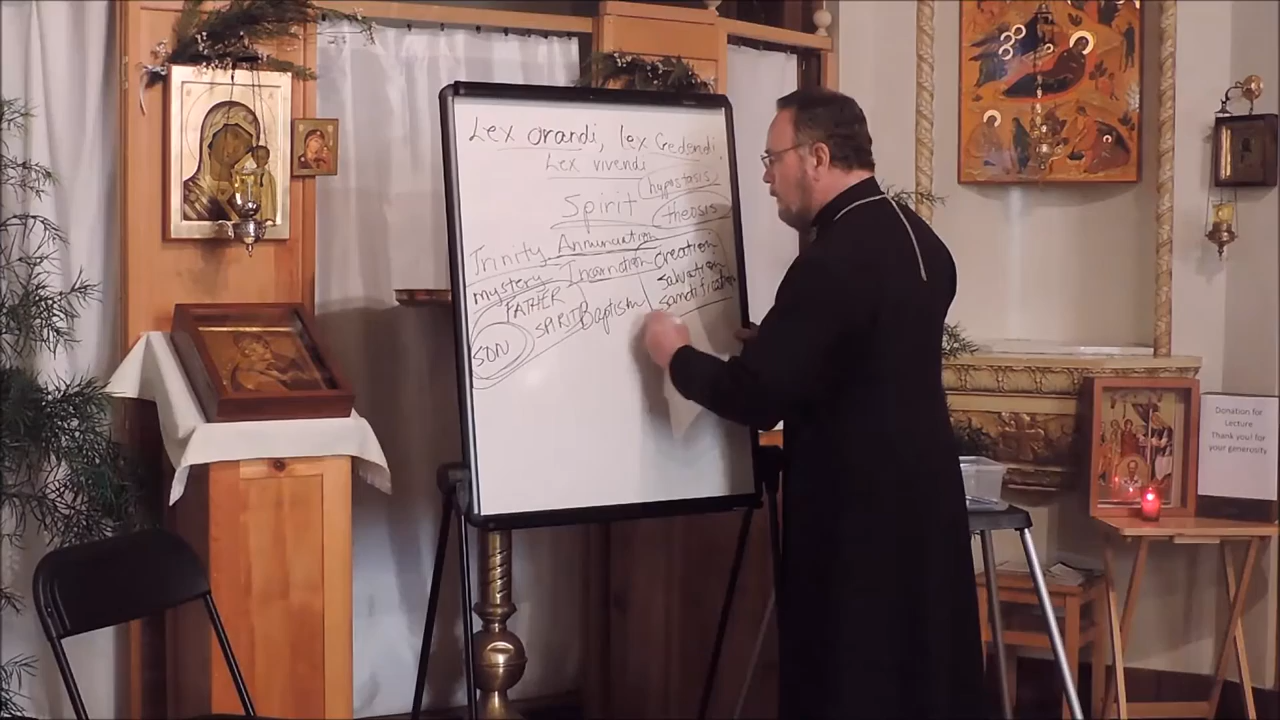 Lex orandi, lex Credendi,
Lex vivendi
hypostasis
Spirit theosis
Trinity Annunciation
mystery Incarnation creation
FATHER salvation
SPIRIT Baptism sanctification
SON
Donation for
Lecture
Thank you! for
your generosity